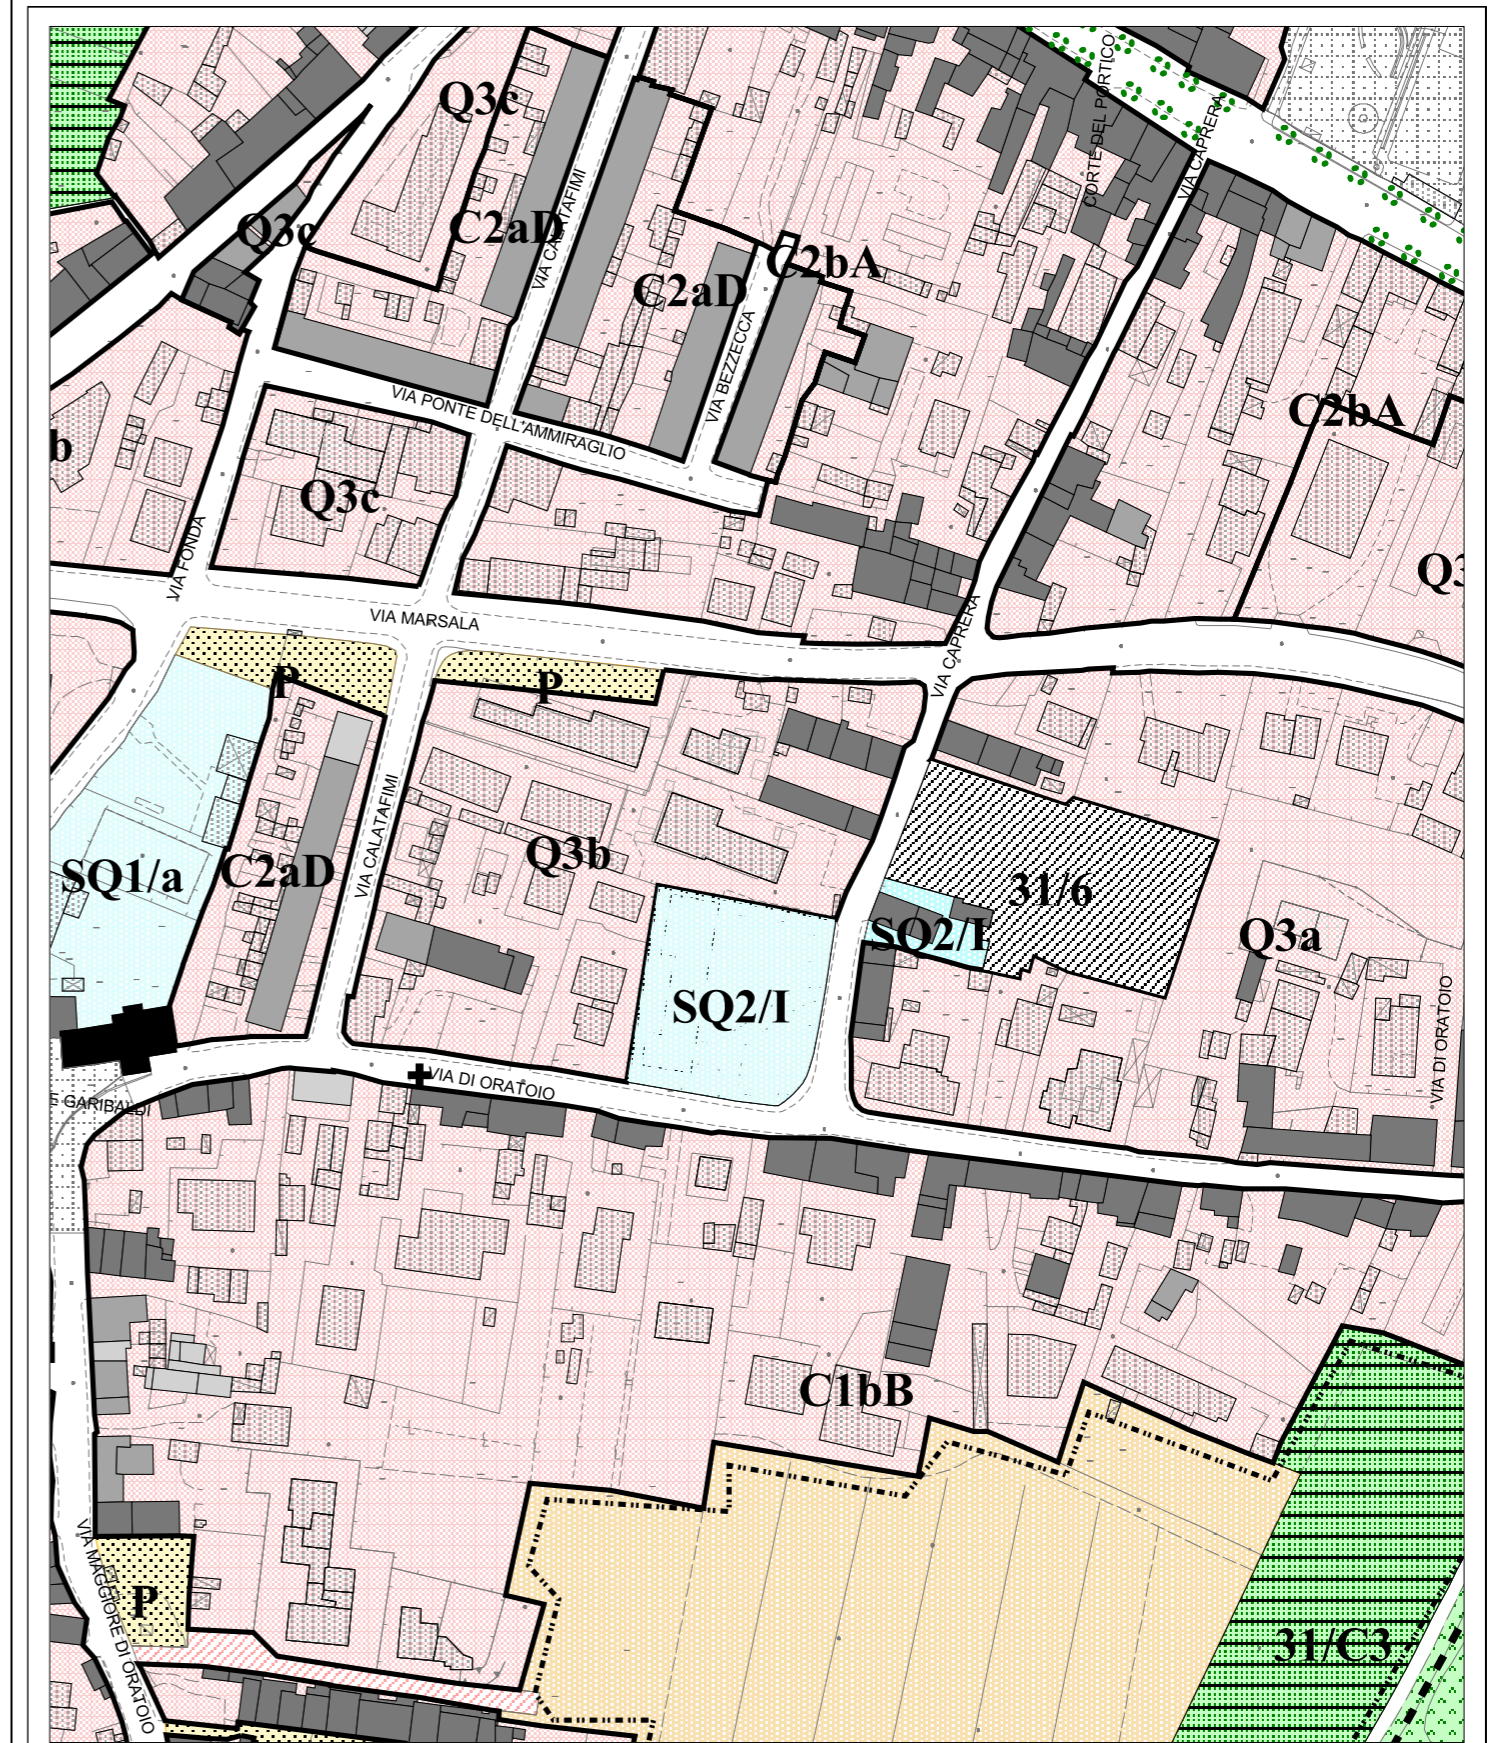 Q3c
CORTE DEL PORTICO
VIA CAPRERA
Q3c
C2aD
VIA CALATAFIMI
C2aD
C2bA
VIA BEZZECCA
VIA PONTE DELL'AMMIRAGLIO
C2bA
b
Q3c
VIA FONDA
Q3
VIA MARSALA
VIA CAPRERA
P
P
SQ1/a
C2aD
VIA CALATAFIMI
Q3b
31/6
SQ2/I
Q3a
SQ2/I
VIA DI ORATOIO
VIA DI ORATOIO
E GARIBALDI
C1bB
VIA MAGGIORE DI ORATOIO
P
31/C3